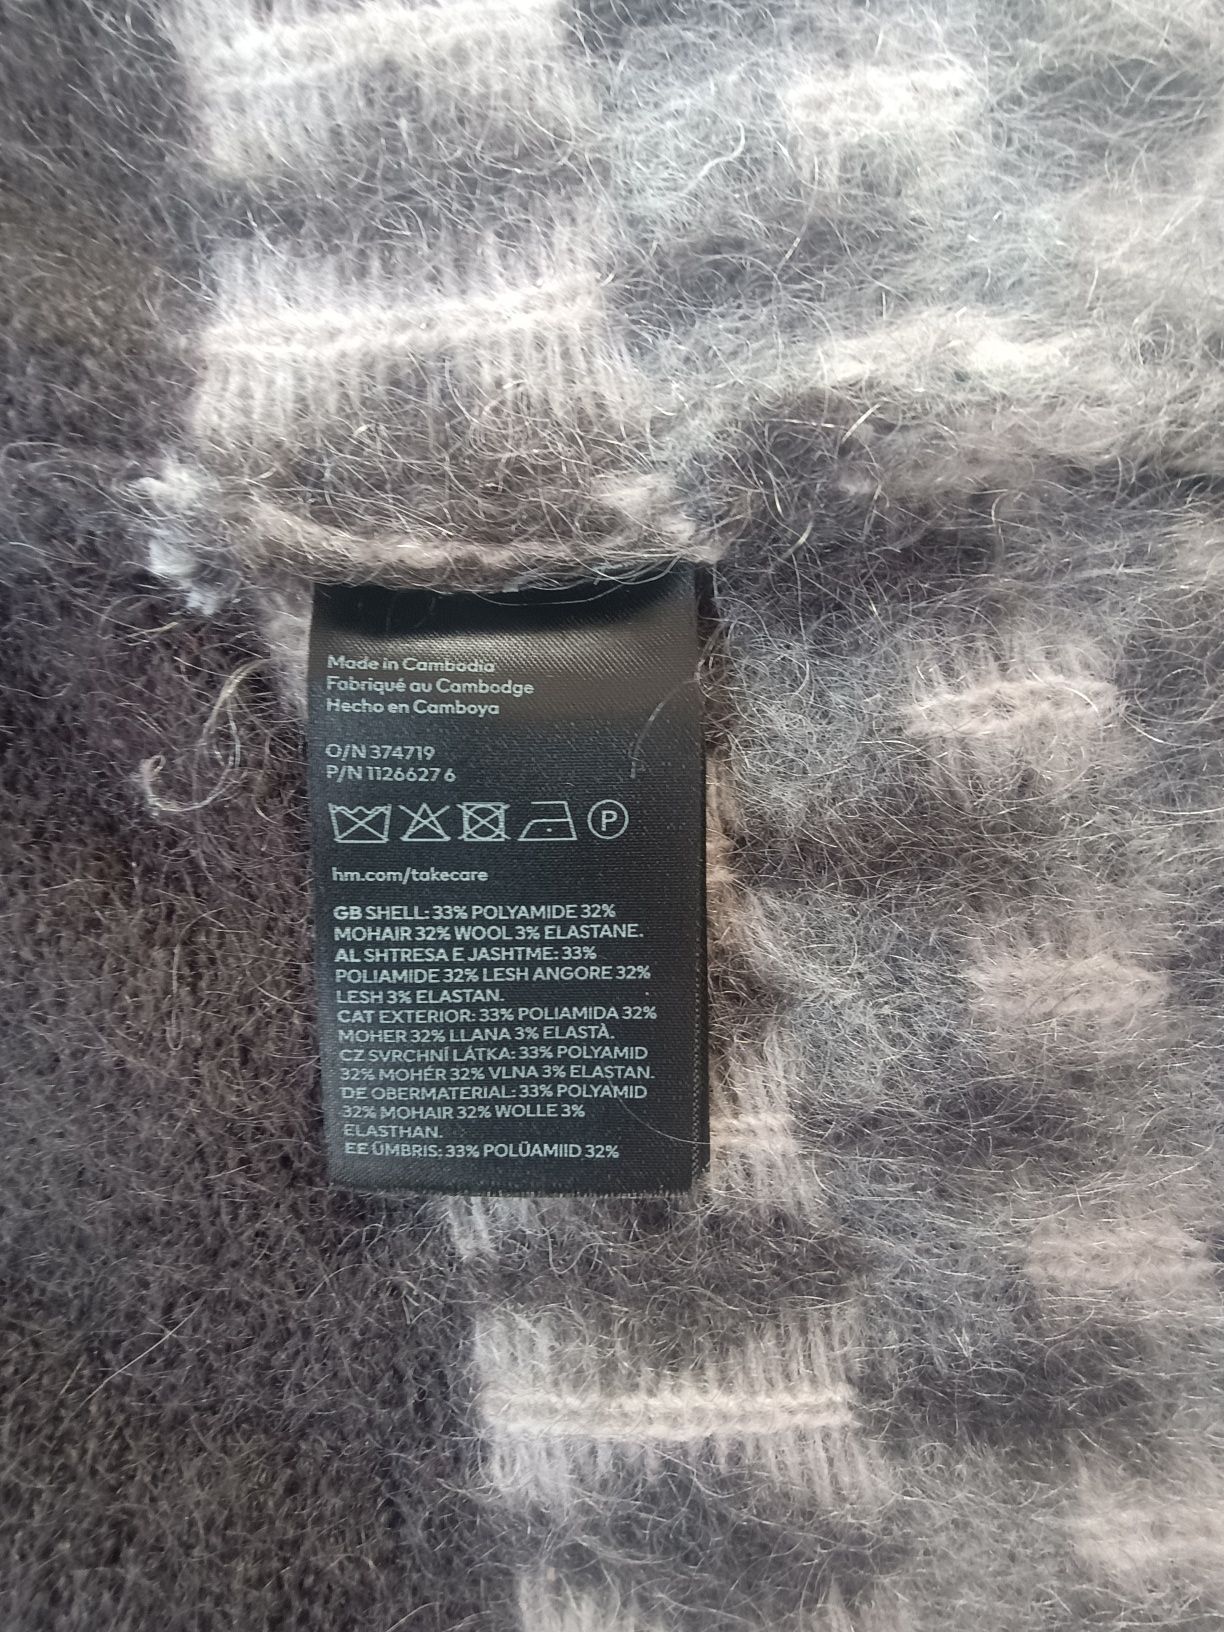 Made in Cambodia
Fabriqué au Cambodge
Hecho en Camboya
O/N 374719
P/N 1126627 6
P
hm.com/takecare
GB SHELL: 33% POLYAMIDE 32%
MOHAIR 32% WOOL 3% ELASTANE.
AL SHTRESA E JASHTME: 33%
POLIAMIDE 32% LESH ANGORE 32%
LESH 3% ELASTAN.
CAT EXTERIOR: 33% POLIAMIDA 32%
MOHER 32% LLANA 3% ELASTÀ.
CZ SVRCHNÍ LÁTKA: 33% POLYAMID
32% MOHÉR 32% VLNA 3% ELASTAN.
DE OBERMATERIAL: 33% POLYAMID
32% MOHAIR 32% WOLLE 3%
ELASTHAN.
EE ÜMBRIS: 33% POLÜAMIID 32%